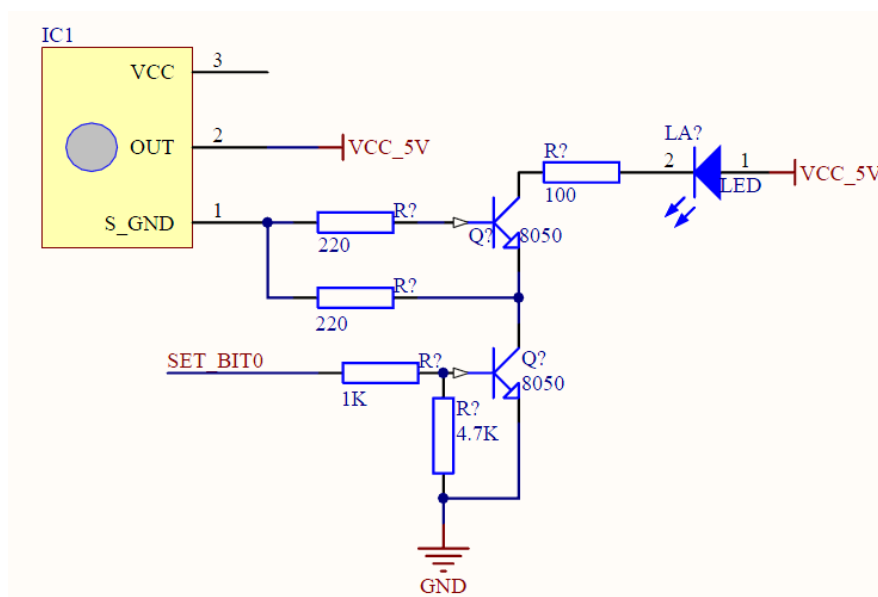 IC1
VCC 3
OUT 2
VCC_5V
S_GND 1
R?
220
Q?
8050
R?
100
2
LA?
LED
1
VCC_5V
R?
220
SET_BIT0
R?
1K
Q?
8050
R?
4.7K
GND